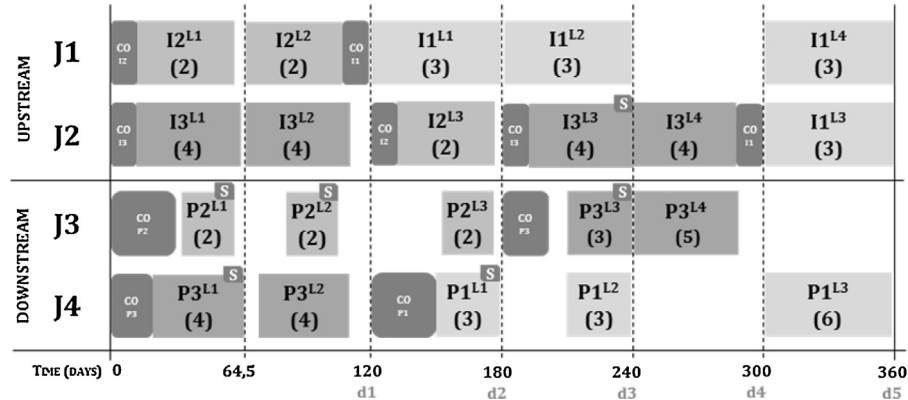 UPSTREAM
J1
CO
I2
I2L1
(2)
I2L2
(2)
CO
I1
I1L1
(3)
I1L2
(3)
I1L4
(3)
J2
CO
I3
I3L1
(4)
I3L2
(4)
CO
I2
I2L3
(2)
CO
I3
S
I3L3
(4)
I3L4
(4)
CO
I1
I1L3
(3)
DOWNSTREAM
J3
CO
P2
S
P2L1
(2)
S
P2L2
(2)
P2L3
(2)
CO
P3
S
P3L3
(3)
P3L4
(5)
J4
CO
P3
S
P3L1
(4)
P3L2
(4)
CO
P1
S
P1L1
(3)
P1L2
(3)
P1L3
(6)
TIME (DAYS) 0 64,5 120 180 240 300 360
d1 d2 d3 d4 d5